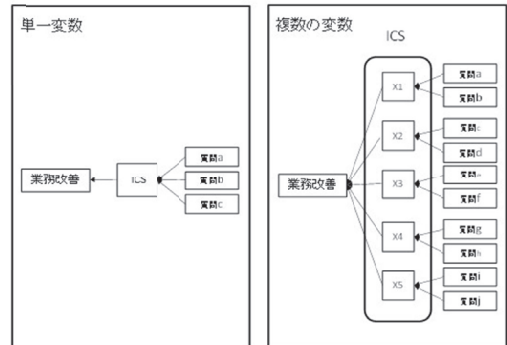 単一変数
業務改善
ICS
質問a
質問b
質問c
複数の変数
ICS
業務改善
X1
X2
X3
X4
X5
質問a
質問b
質問c
質問d
質問e
質問f
質問g
質問h
質問i
質問j